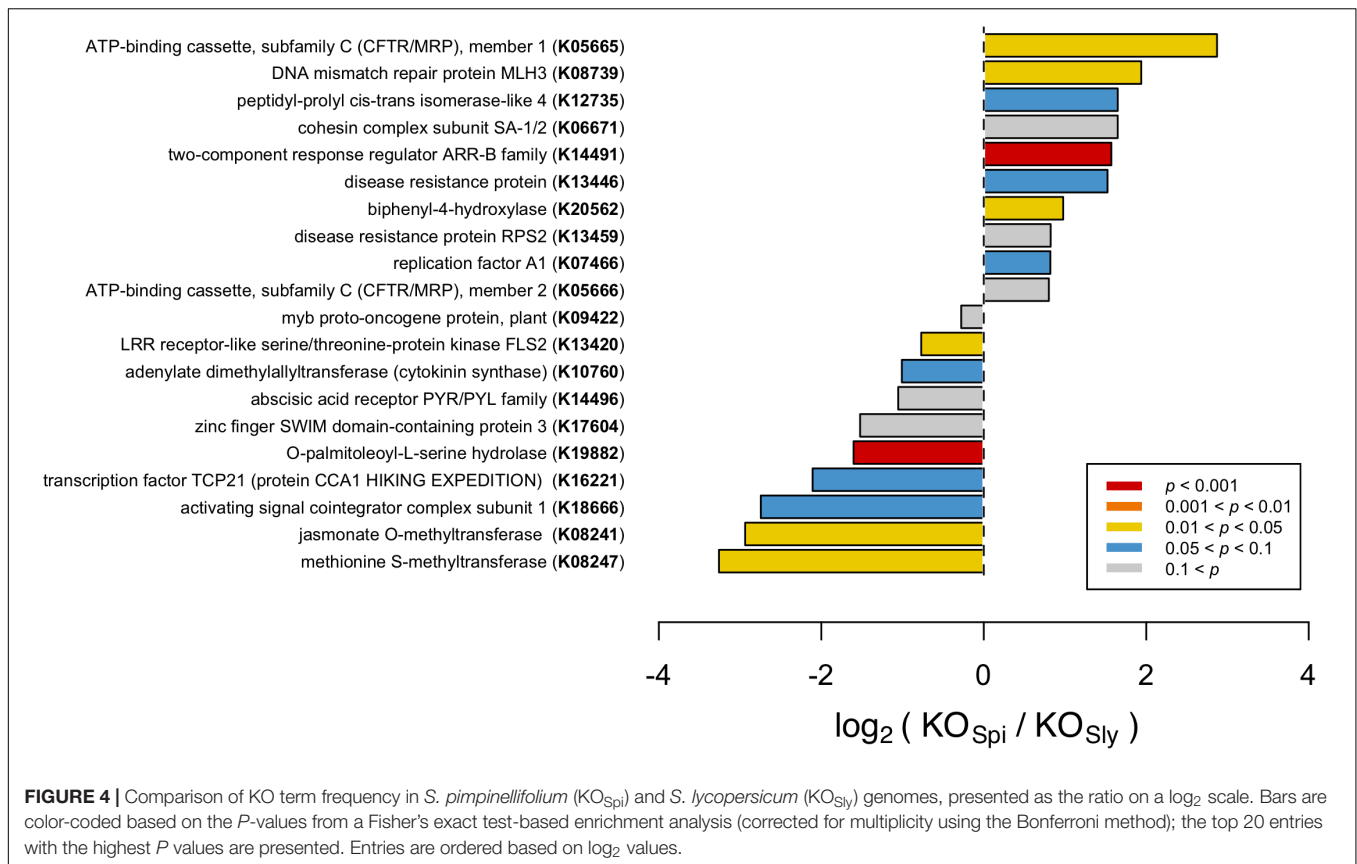 ATP-binding cassette, subfamily C (CFTR/MRP), member 1 (K05665)
DNA mismatch repair protein MLH3 (K08739)
peptidyl-prolyl cis-trans isomerase-like 4 (K12735)
cohesin complex subunit SA-1/2 (K06671)
two-component response regulator ARR-B family (K14491)
disease resistance protein (K13446)
biphenyl-4-hydroxylase (K20562)
disease resistance protein RPS2 (K13459)
replication factor A1 (K07466)
ATP-binding cassette, subfamily C (CFTR/MRP), member 2 (K05666)
myb proto-oncogene protein, plant (K09422)
LRR receptor-like serine/threonine-protein kinase FLS2 (K13420)
adenylate dimethylallyltransferase (cytokinin synthase) (K10760)
abscisic acid receptor PYR/PYL family (K14496)
zinc finger SWIM domain-containing protein 3 (K17604)
O-palmitoleoyl-L-serine hydrolase (K19882)
transcription factor TCP21 (protein CCA1 HIKING EXPEDITION) (K16221)
activating signal cointegrator complex subunit 1 (K18666)
jasmonate O-methyltransferase (K08241)
methionine S-methyltransferase (K08247)
p < 0.001
0.001 < p < 0.01
0.01 < p < 0.05
0.05 < p < 0.1
0.1 < p
-4 -2 0 2 4
log2 ( KOSpi / KOSly )
FIGURE 4 | Comparison of KO term frequency in S. pimpinellifolium (KOSpi) and S. lycopersicum (KOSly) genomes, presented as the ratio on a log2 scale. Bars are
color-coded based on the P-values from a Fisher's exact test-based enrichment analysis (corrected for multiplicity using the Bonferroni method); the top 20 entries
with the highest P values are presented. Entries are ordered based on log2 values.